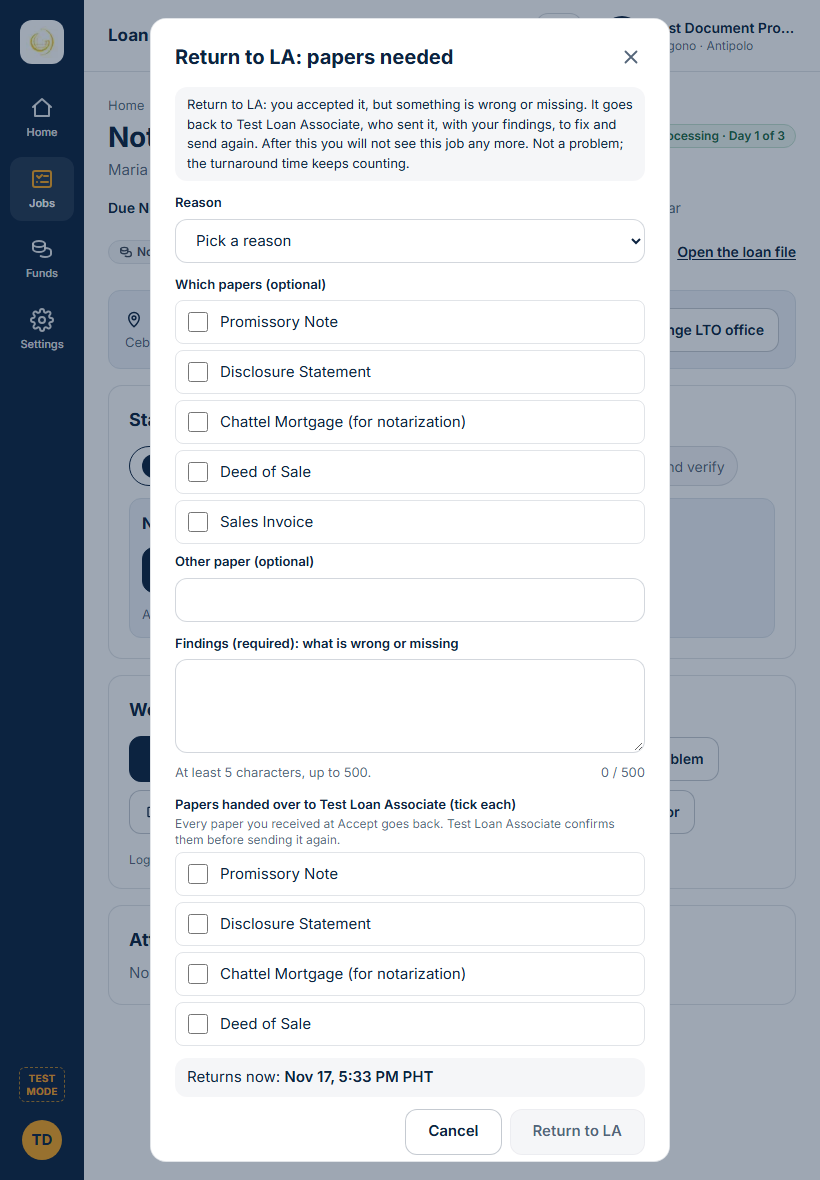 Loan
st Document Pro...
gono · Antipolo
Home
Jobs
Funds
Settings
TEST
MODE
TD
Home
Maria
ocessing · Day 1 of 3
Due N
ar
Open the loan file
Ceb
nge LTO office
nd verify
blem
or
Log
No
Return to LA: papers needed
Return to LA: you accepted it, but something is wrong or missing. It goes
back to Test Loan Associate, who sent it, with your findings, to fix and
send again. After this you will not see this job any more. Not a problem;
the turnaround time keeps counting.
Reason
Pick a reason
Which papers (optional)
Promissory Note
Disclosure Statement
Chattel Mortgage (for notarization)
Deed of Sale
Sales Invoice
Other paper (optional)
Findings (required): what is wrong or missing
At least 5 characters, up to 500.
0 / 500
Papers handed over to Test Loan Associate (tick each)
Every paper you received at Accept goes back. Test Loan Associate confirms
them before sending it again.
Promissory Note
Disclosure Statement
Chattel Mortgage (for notarization)
Deed of Sale
Returns now: Nov 17, 5:33 PM PHT
Cancel
Return to LA